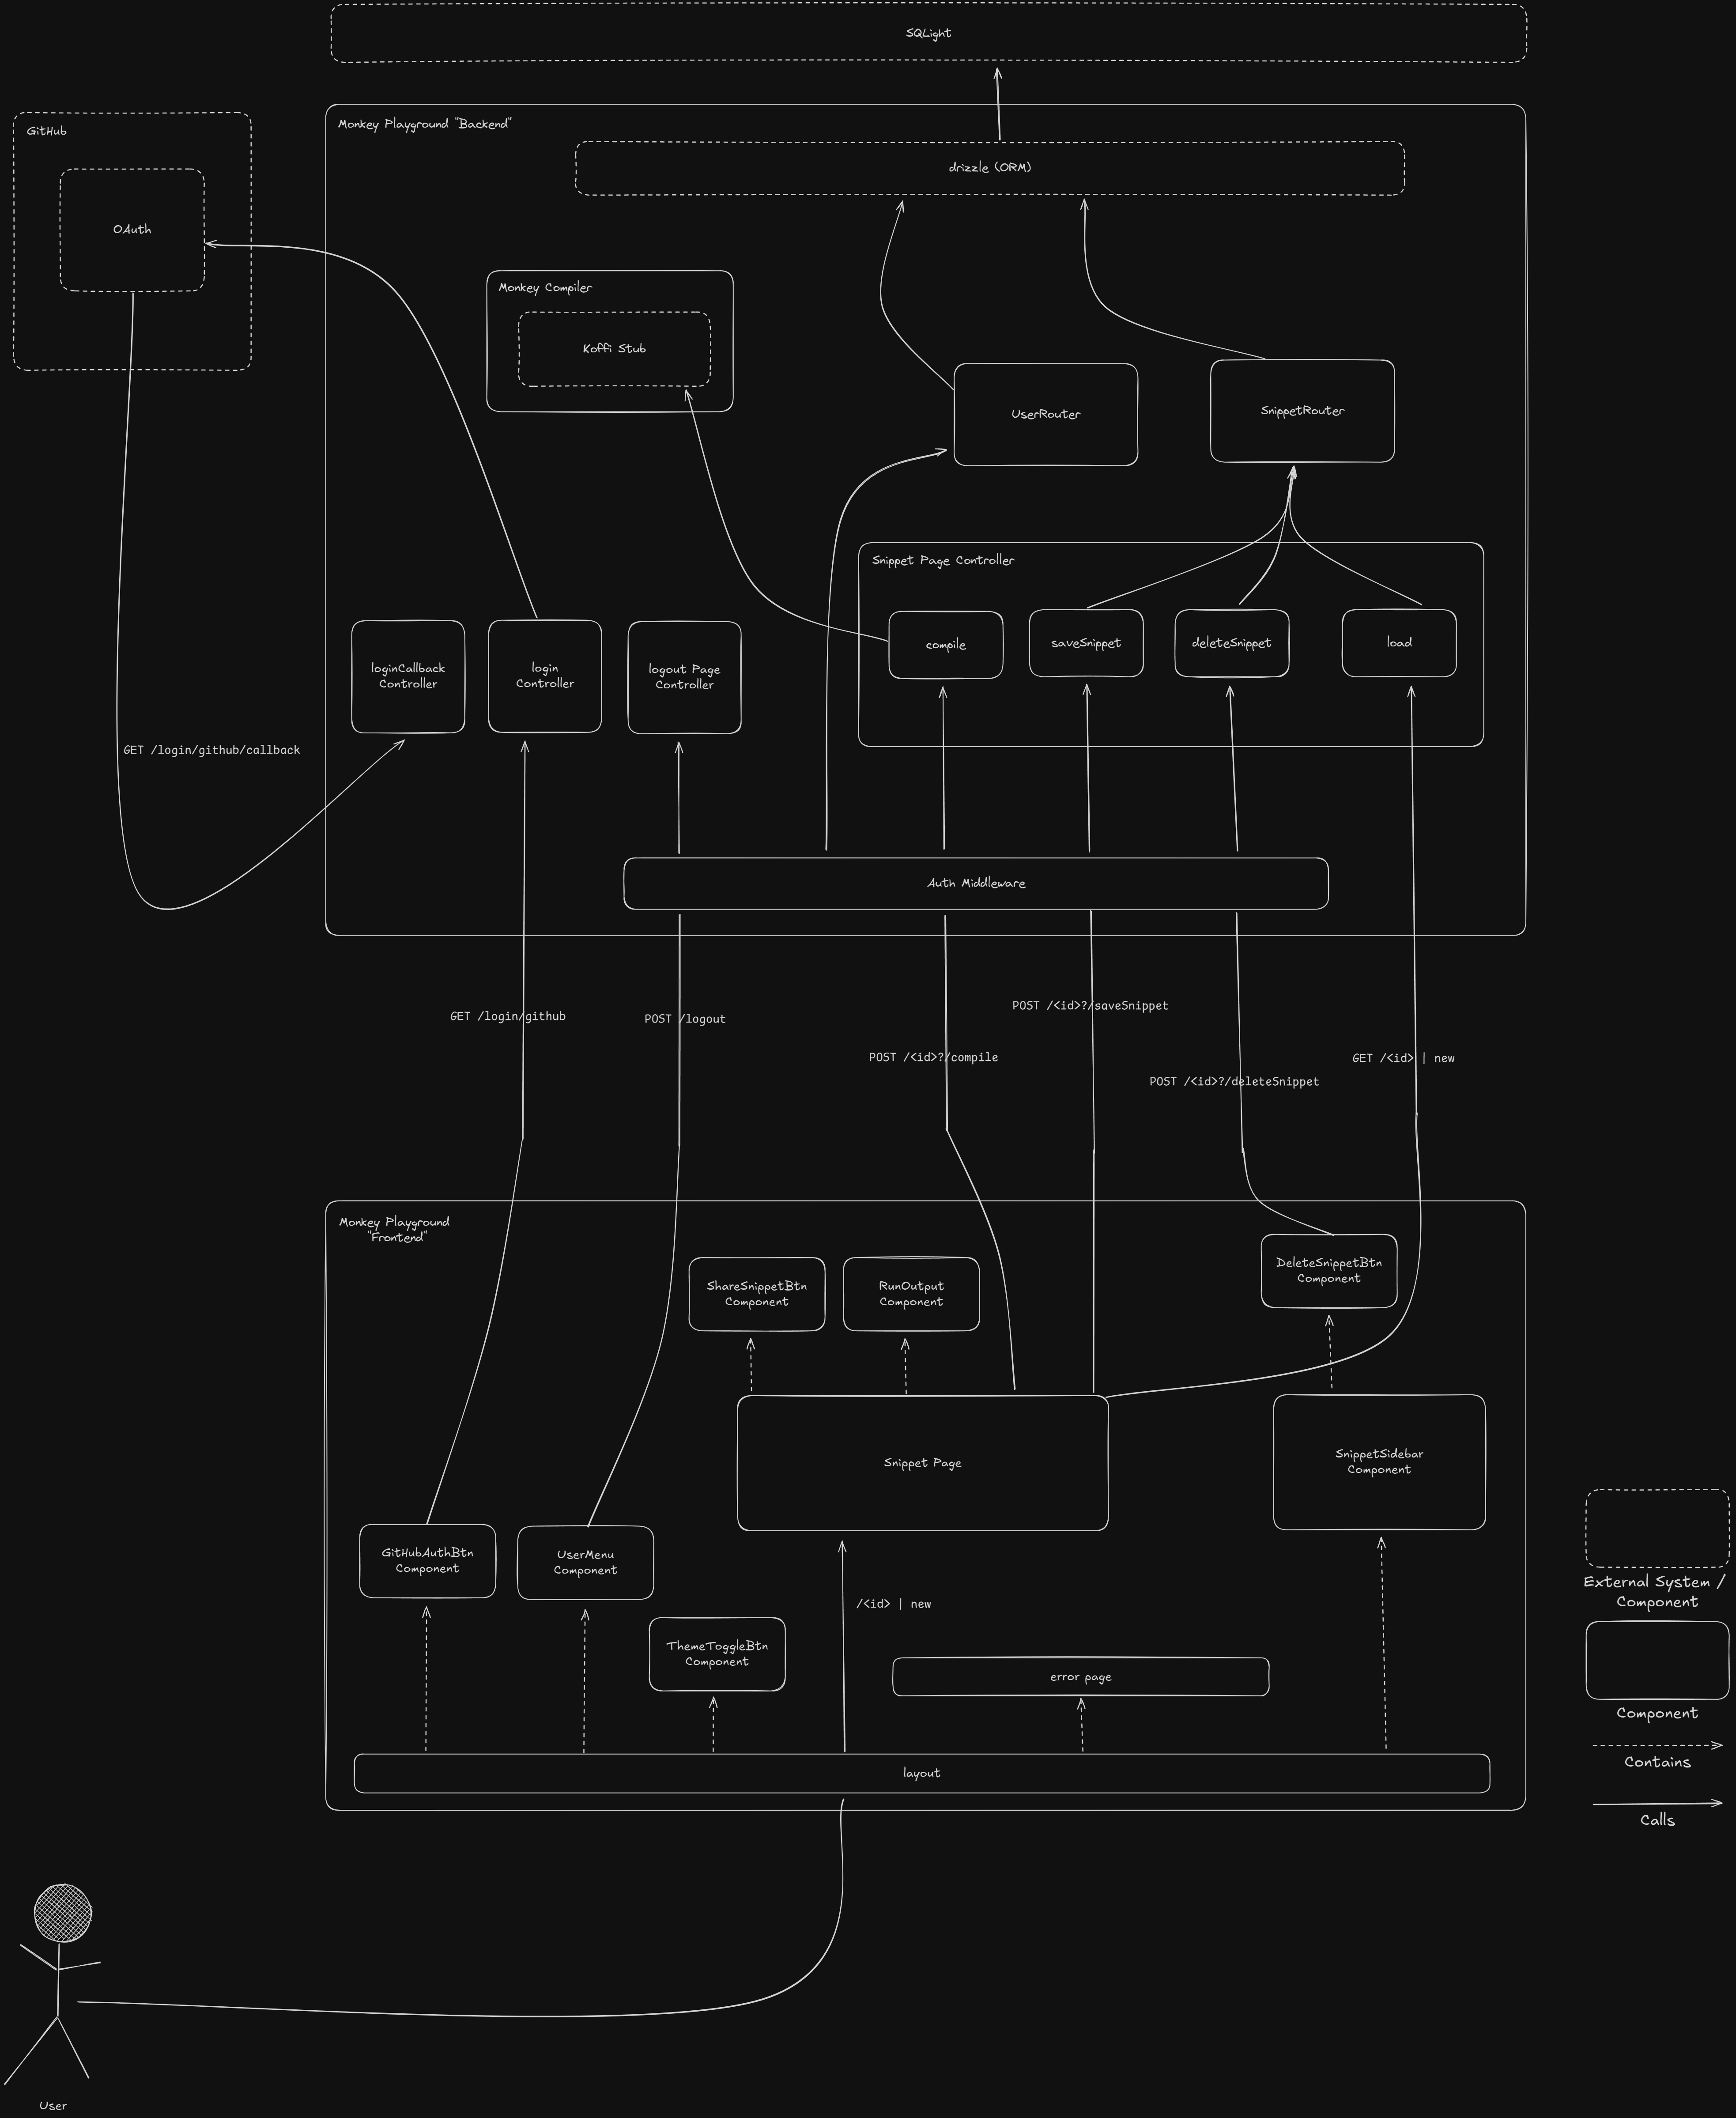 SQLight
GitHub
OAuth
Monkey Playground "Backend"
drizzle (ORM)
Monkey Compiler
Koffi Stub
UserRouter
SnippetRouter
Snippet Page Controller
compile
saveSnippet
deleteSnippet
load
loginCallback
Controller
login
Controller
logout Page
Controller
GET /login/github/callback
Auth Middleware
GET /login/github
POST /logout
POST /<id>?/compile
POST /<id>?/saveSnippet
POST /<id>?/deleteSnippet
GET /<id> | new
Monkey Playground
"Frontend"
ShareSnippetBtn
Component
RunOutput
Component
DeleteSnippetBtn
Component
Snippet Page
SnippetSidebar
Component
GitHubAuthBtn
Component
UserMenu
Component
ThemeToggleBtn
Component
/<id> | new
error page
layout
External System /
Component
Component
Contains
Calls
User